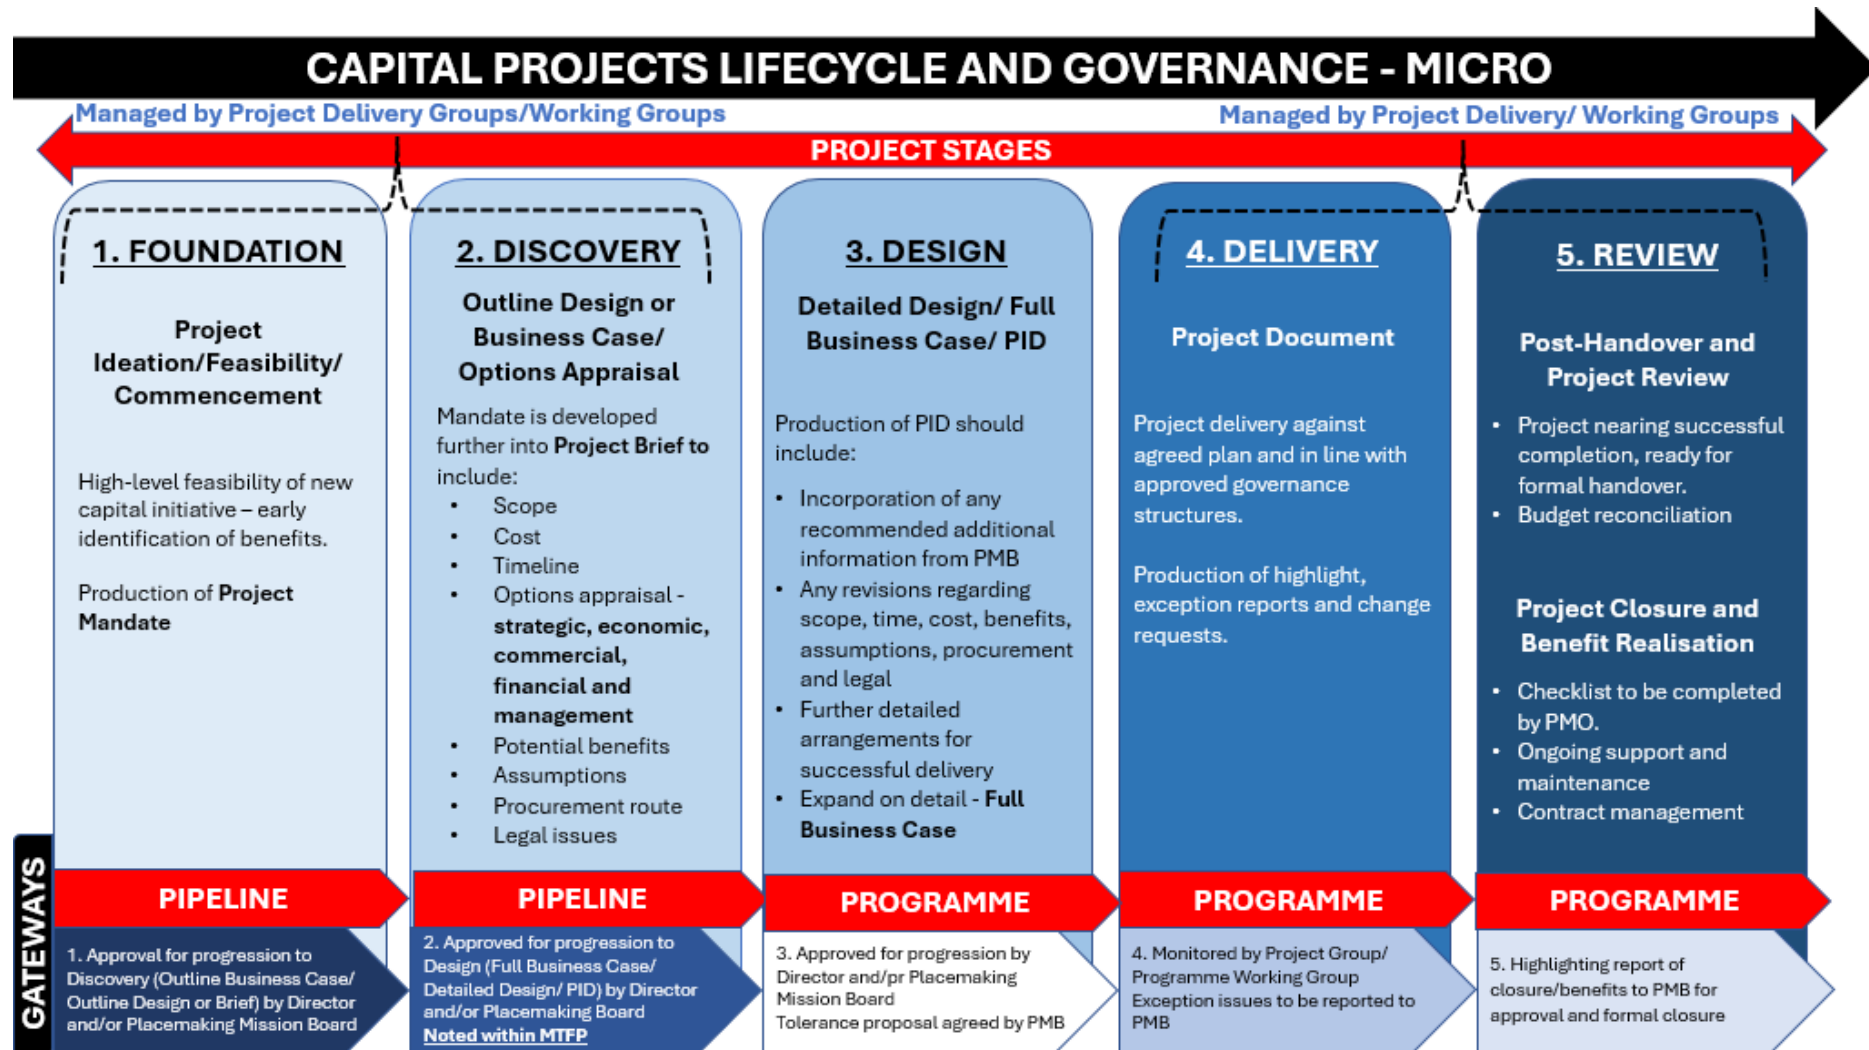 CAPITAL PROJECTS LIFECYCLE AND GOVERNANCE - MICRO
Managed by Project Delivery Groups/Working Groups
Managed by Project Delivery/ Working Groups
PROJECT STAGES
1. FOUNDATION
Project
Ideation/Feasibility/
Commencement
High-level feasibility of new
capital initiative – early
identification of benefits.
Production of Project
Mandate
2. DISCOVERY
Outline Design or
Business Case/
Options Appraisal
Mandate is developed
further into Project Brief to
include:
• Scope
• Cost
• Timeline
• Options appraisal -
strategic, economic,
commercial,
financial and
management
• Potential benefits
• Assumptions
• Procurement route
• Legal issues
3. DESIGN
Detailed Design/ Full
Business Case/ PID
Production of PID should
include:
• Incorporation of any
recommended additional
information from PMB
• Any revisions regarding
scope, time, cost, benefits,
assumptions, procurement
and legal
• Further detailed
arrangements for
successful delivery
• Expand on detail - Full
Business Case
4. DELIVERY
Project Document
Project delivery against
agreed plan and in line with
approved governance
structures.
Production of highlight,
exception reports and change
requests.
5. REVIEW
Post-Handover and
Project Review
• Project nearing successful
completion, ready for
formal handover.
• Budget reconciliation
Project Closure and
Benefit Realisation
• Checklist to be completed
by PMO.
• Ongoing support and
maintenance
• Contract management
GATEWAYS
PIPELINE
1. Approval for progression to
Discovery (Outline Business Case/
Outline Design or Brief) by Director
and/or Placemaking Mission Board
PIPELINE
2. Approved for progression to
Design (Full Business Case/
Detailed Design/ PID) by Director
and/or Placemaking Board
Noted within MTFP
PROGRAMME
3. Approved for progression by
Director and/pr Placemaking
Mission Board
Tolerance proposal agreed by PMB
PROGRAMME
4. Monitored by Project Group/
Programme Working Group
Exception issues to be reported to
PMB
PROGRAMME
5. Highlighting report of
closure/benefits to PMB for
approval and formal closure